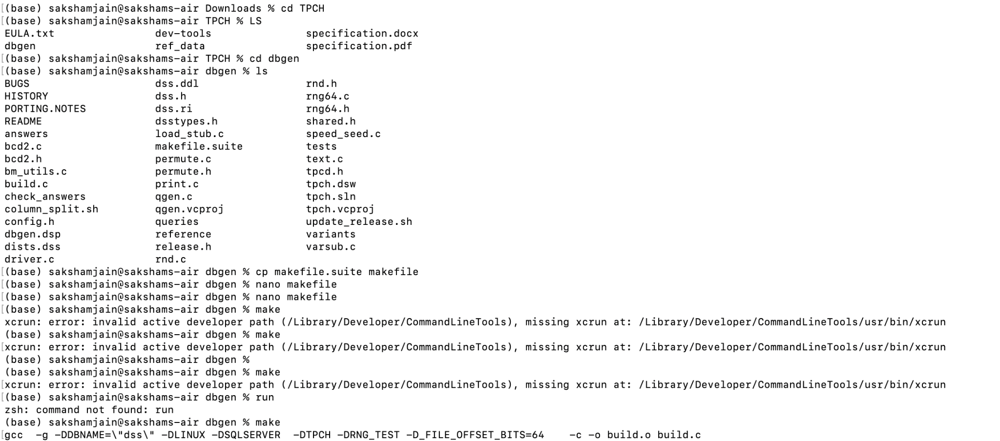 [(base) sakshamjain@sakshams-air Downloads % cd TPCH
[(base) sakshamjain@sakshams-air TPCH % LS
EULA.txt dev-tools specification.docx
dbgen ref_data specification.pdf
[(base) sakshamjain@sakshams-air TPCH % cd dbgen
[(base) sakshamjain@sakshams-air dbgen % ls
BUGS dss.ddl rnd.h
HISTORY dss.h rng64.c
PORTING.NOTES dss.ri rng64.h
README dsstypes.h shared.h
answers load_stub.c speed_seed.c
bcd2.c makefile.suite tests
bcd2.h permute.c text.c
bm_utils.c permute.h tpcd.h
build.c print.c tpch.dsw
check_answers qgen.c tpch.sln
column_split.sh qgen.vcproj tpch.vcproj
config.h queries update_release.sh
dbgen.dsp reference variants
dists.dss release.h varsub.c
driver.c rnd.c
[(base) sakshamjain@sakshams-air dbgen % cp makefile.suite makefile
[(base) sakshamjain@sakshams-air dbgen % nano makefile
[(base) sakshamjain@sakshams-air dbgen % nano makefile
[(base) sakshamjain@sakshams-air dbgen % make
xcrun: error: invalid active developer path (/Library/Developer/CommandLineTools), missing xcrun at: /Library/Developer/CommandLineTools/usr/bin/xcrun
(base) sakshamjain@sakshams-air dbgen % make
[xcrun: error: invalid active developer path (/Library/Developer/CommandLineTools), missing xcrun at: /Library/Developer/CommandLineTools/usr/bin/xcrun
(base) sakshamjain@sakshams-air dbgen %
(base) sakshamjain@sakshams-air dbgen % make
[xcrun: error: invalid active developer path (/Library/Developer/CommandLineTools), missing xcrun at: /Library/Developer/CommandLineTools/usr/bin/xcrun
[(base) sakshamjain@sakshams-air dbgen % run
zsh: command not found: run
(base) sakshamjain@sakshams-air dbgen % make
[gcc -g -DDBNAME=\"dss\" -DLINUX -DSQLSERVER -DTPCH -DRNG_TEST -D_FILE_OFFSET_BITS=64 -c -o build.o build.c